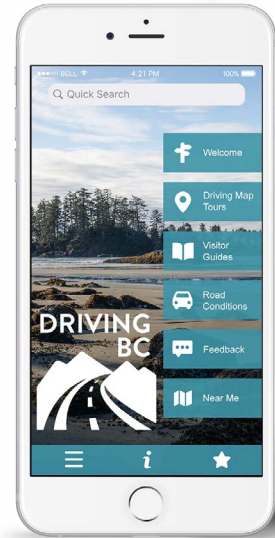 BELL 4:21 PM 100%
Quick Search
Welcome
Driving Map
Tours
Visitor
Guides
Road
Conditions
DRIVING
BC
Feedback
Near Me
i